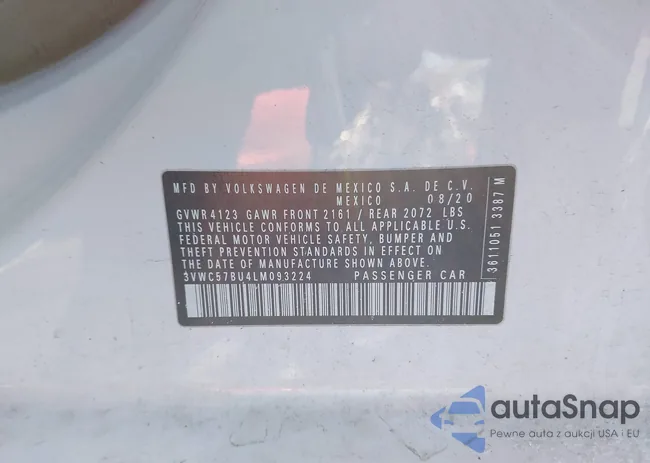 MFD BY VOLKSWAGEN DE MEXICO S.A. DE C.V.
MEXICO 08/20
GVWR 4123 GAWR FRONT 2161 / REAR 2072 LBS
THIS VEHICLE CONFORMS TO ALL APPLICABLE U.S.
FEDERAL MOTOR VEHICLE SAFETY, BUMPER AND
THEFT PREVENTION STANDARDS IN EFFECT ON
THE DATE OF MANUFACTURE SHOWN ABOVE.
3VWC57BU4LM093224 PASSENGER CAR
3611051 3387 M
autaSnap
Pewne auta z aukcji USA i EU